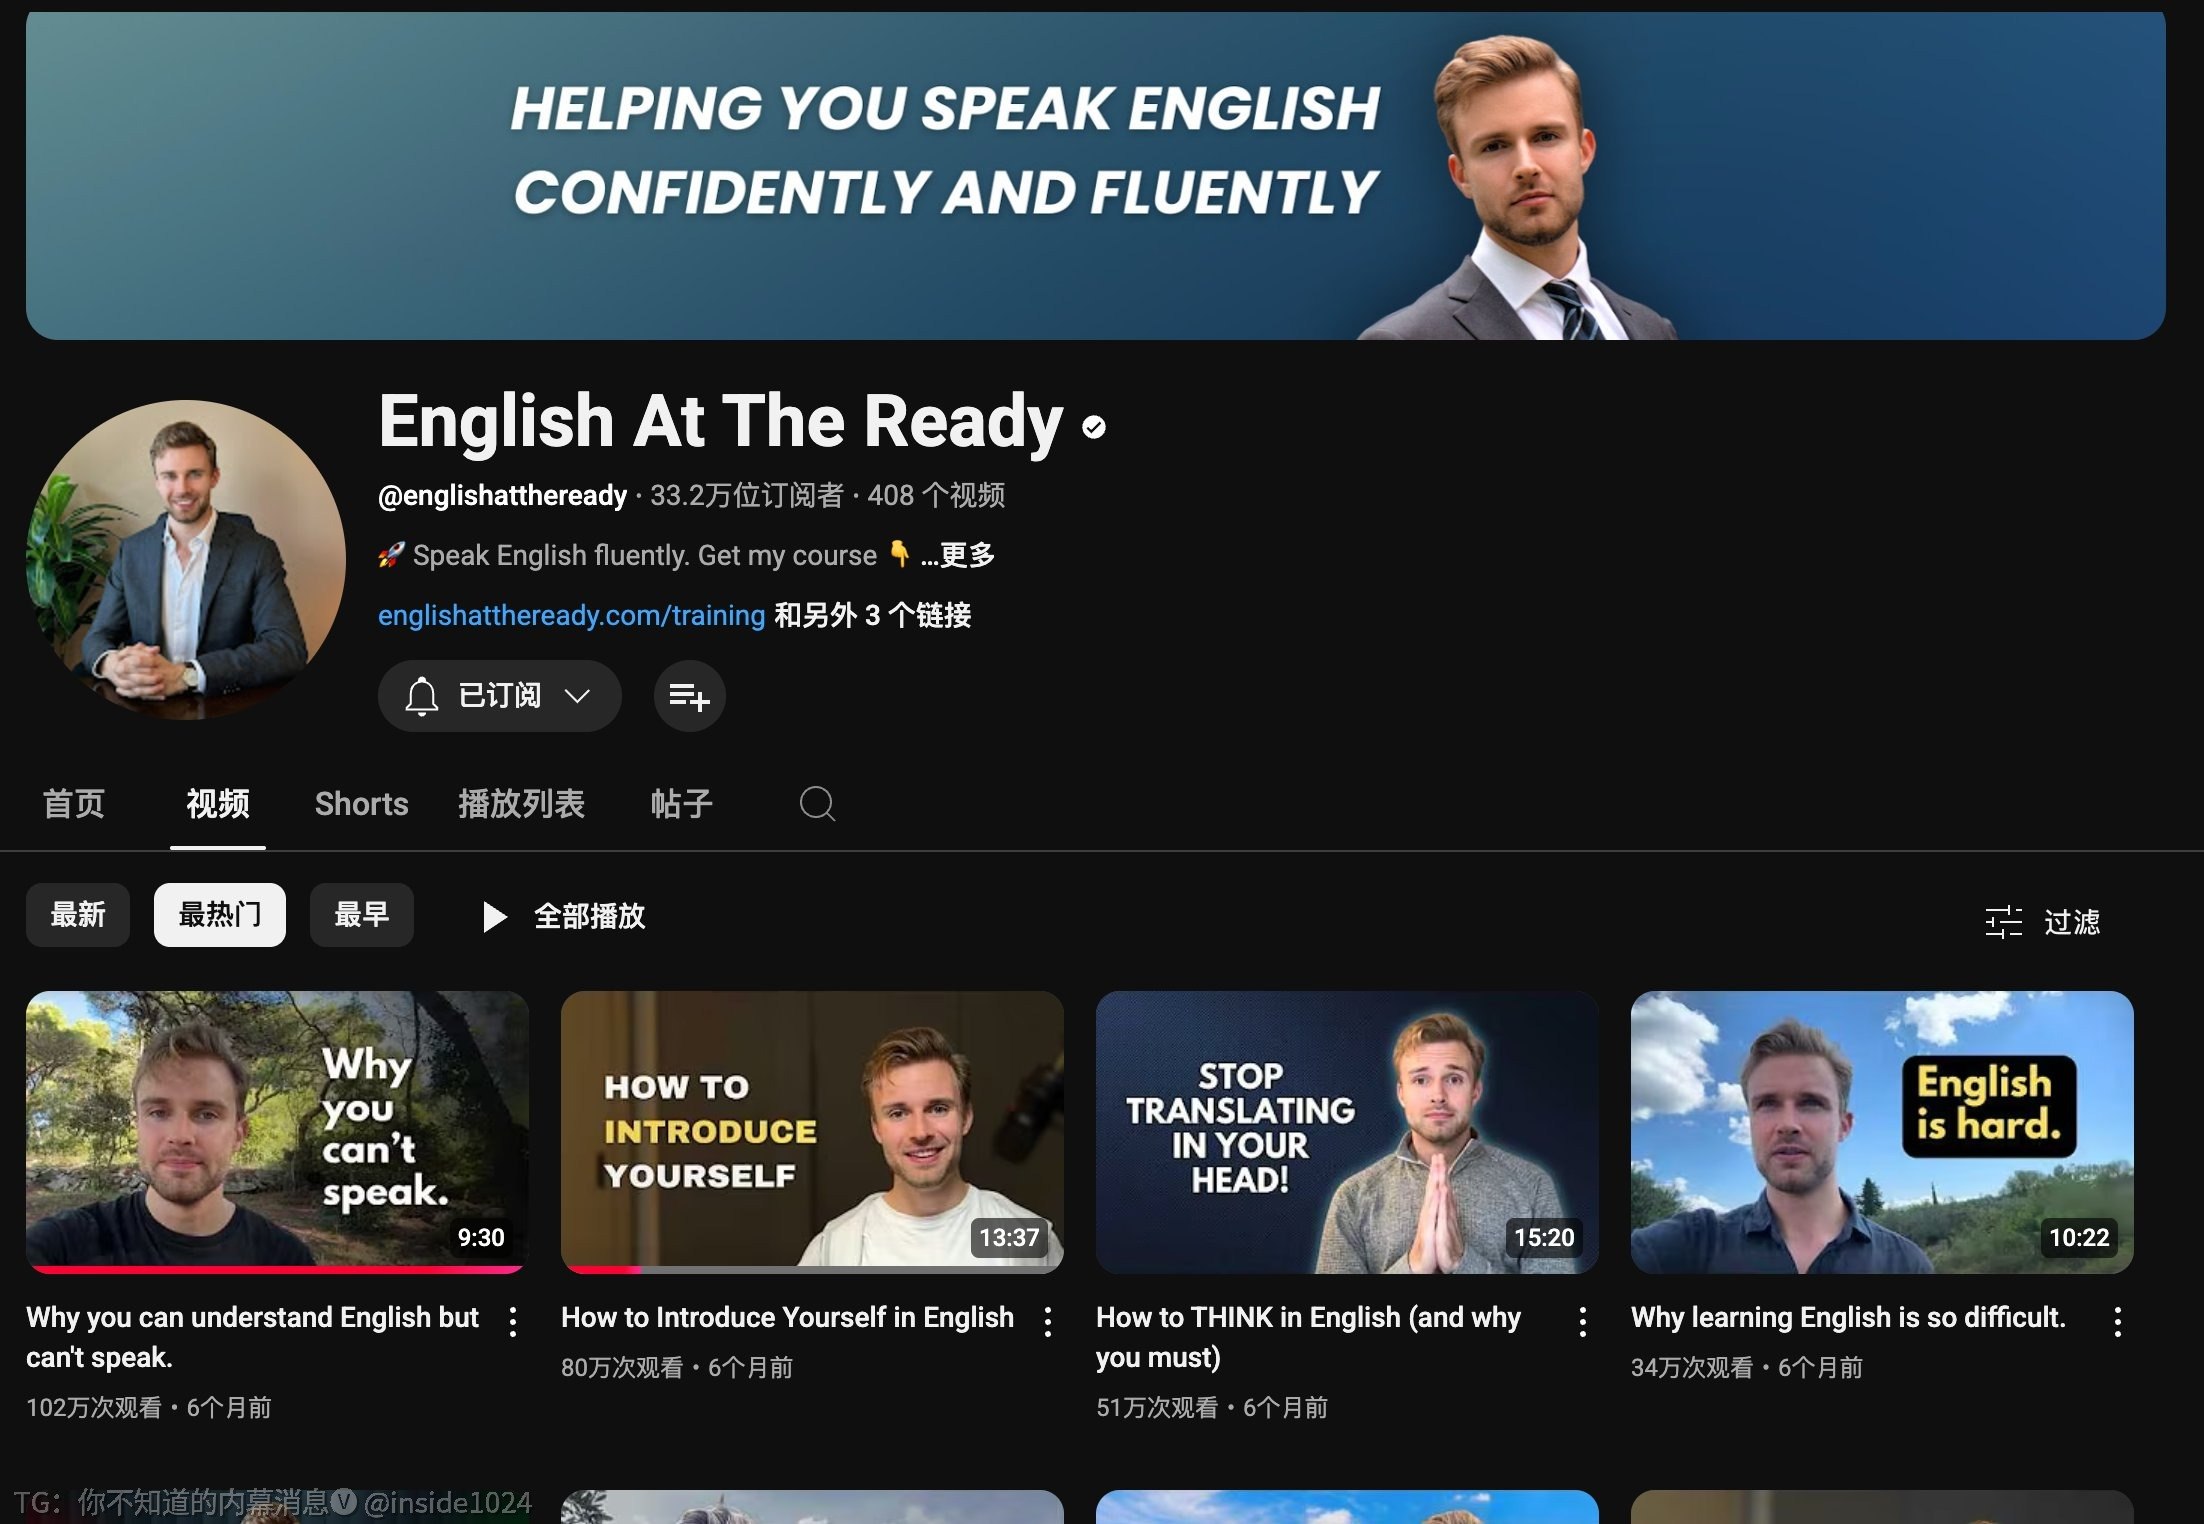 HELPING YOU SPEAK ENGLISH
CONFIDENTLY AND FLUENTLY
English At The Ready
@englishattheready · 33.2万位订阅者 · 408 个视频
🚀 Speak English fluently. Get my course 👇 ...更多
englishattheready.com/training 和另外 3 个链接
已订阅
首页 视频 Shorts 播放列表 帖子
最新 最热门 最早 全部播放 过滤
Why
you
can't
speak.
9:30
HOW TO
INTRODUCE
YOURSELF
13:37
STOP
TRANSLATING
IN YOUR
HEAD!
15:20
English
is hard.
10:22
Why you can understand English but
can't speak.
102万次观看 • 6个月前
How to Introduce Yourself in English
80万次观看 • 6个月前
How to THINK in English (and why
you must)
51万次观看 • 6个月前
Why learning English is so difficult.
34万次观看 • 6个月前
TG: 你不知道的内幕消息Ⓥ @inside1024